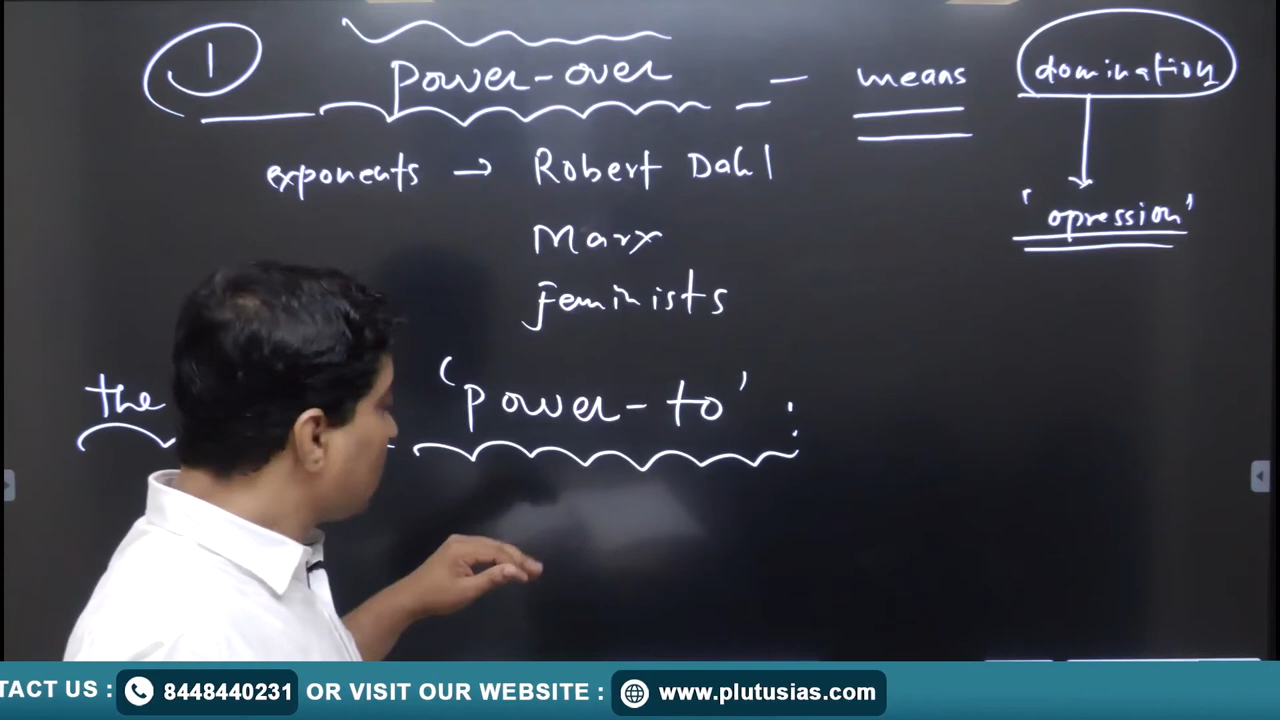 1 power-over — means domination
'opression'
exponents → Robert Dahl
Marx
Feminists
the 'power-to' :
TACT US : 8448440231 OR VISIT OUR WEBSITE : www.plutusias.com